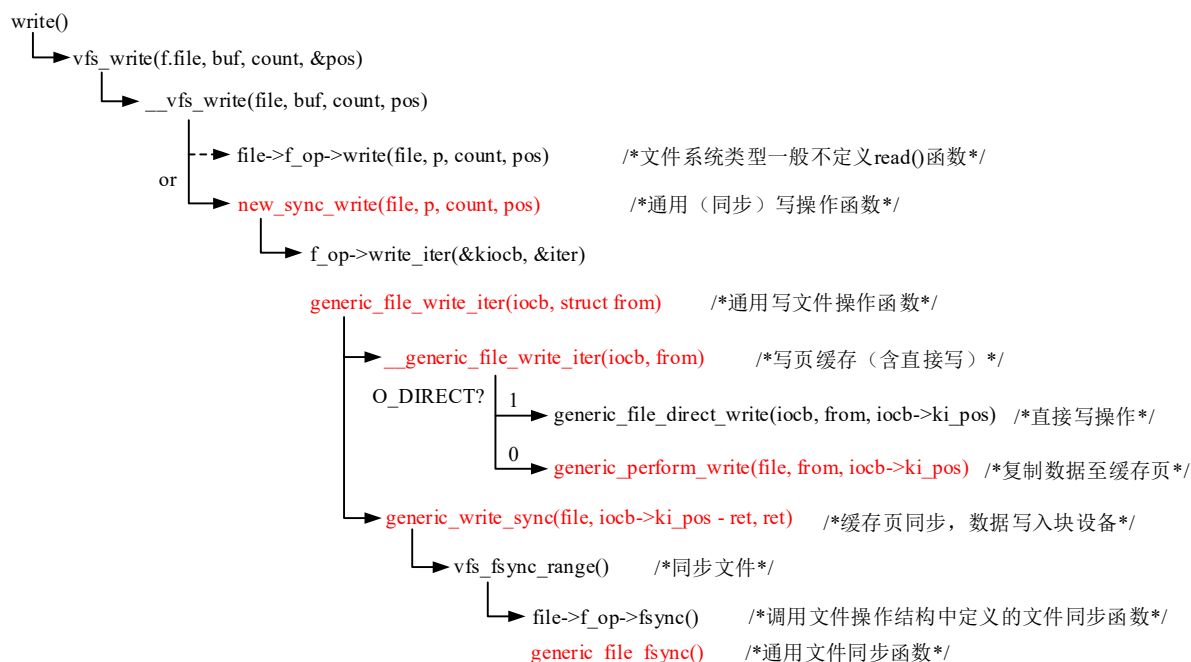 write()
vfs_write(f.file, buf, count, &pos)
__vfs_write(file, buf, count, pos)
file->f_op->write(file, p, count, pos) /*文件系统类型一般不定义read()函数*/
or
new_sync_write(file, p, count, pos) /*通用（同步）写操作函数*/
f_op->write_iter(&kiocb, &iter)
generic_file_write_iter(iocb, struct from) /*通用写文件操作函数*/
__generic_file_write_iter(iocb, from) /*写页缓存（含直接写）*/
O_DIRECT?
1
generic_file_direct_write(iocb, from, iocb->ki_pos) /*直接写操作*/
0
generic_perform_write(file, from, iocb->ki_pos) /*复制数据至缓存页*/
generic_write_sync(file, iocb->ki_pos - ret, ret) /*缓存页同步，数据写入块设备*/
vfs_fsync_range() /*同步文件*/
file->f_op->fsync() /*调用文件操作结构中定义的文件同步函数*/
generic_file_fsync() /*通用文件同步函数*/